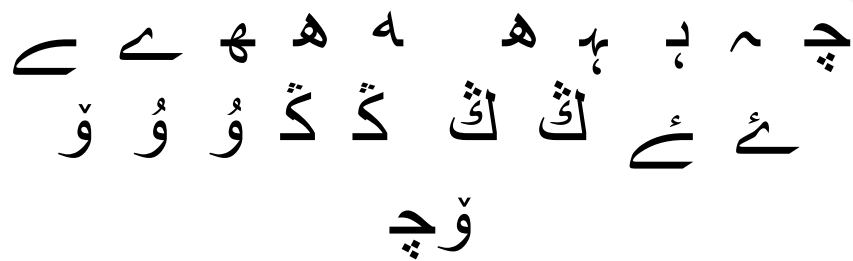 ﭽ ﮧ ﮨ ﮩ ﮪ ﮫ ﮬ ﮭ ﮮ ﮯ
ﮰ ﮱ ﯓ ﯔ ﯕ ﯖ ﯗ ﯘ ﯙ
ﯚﭽ